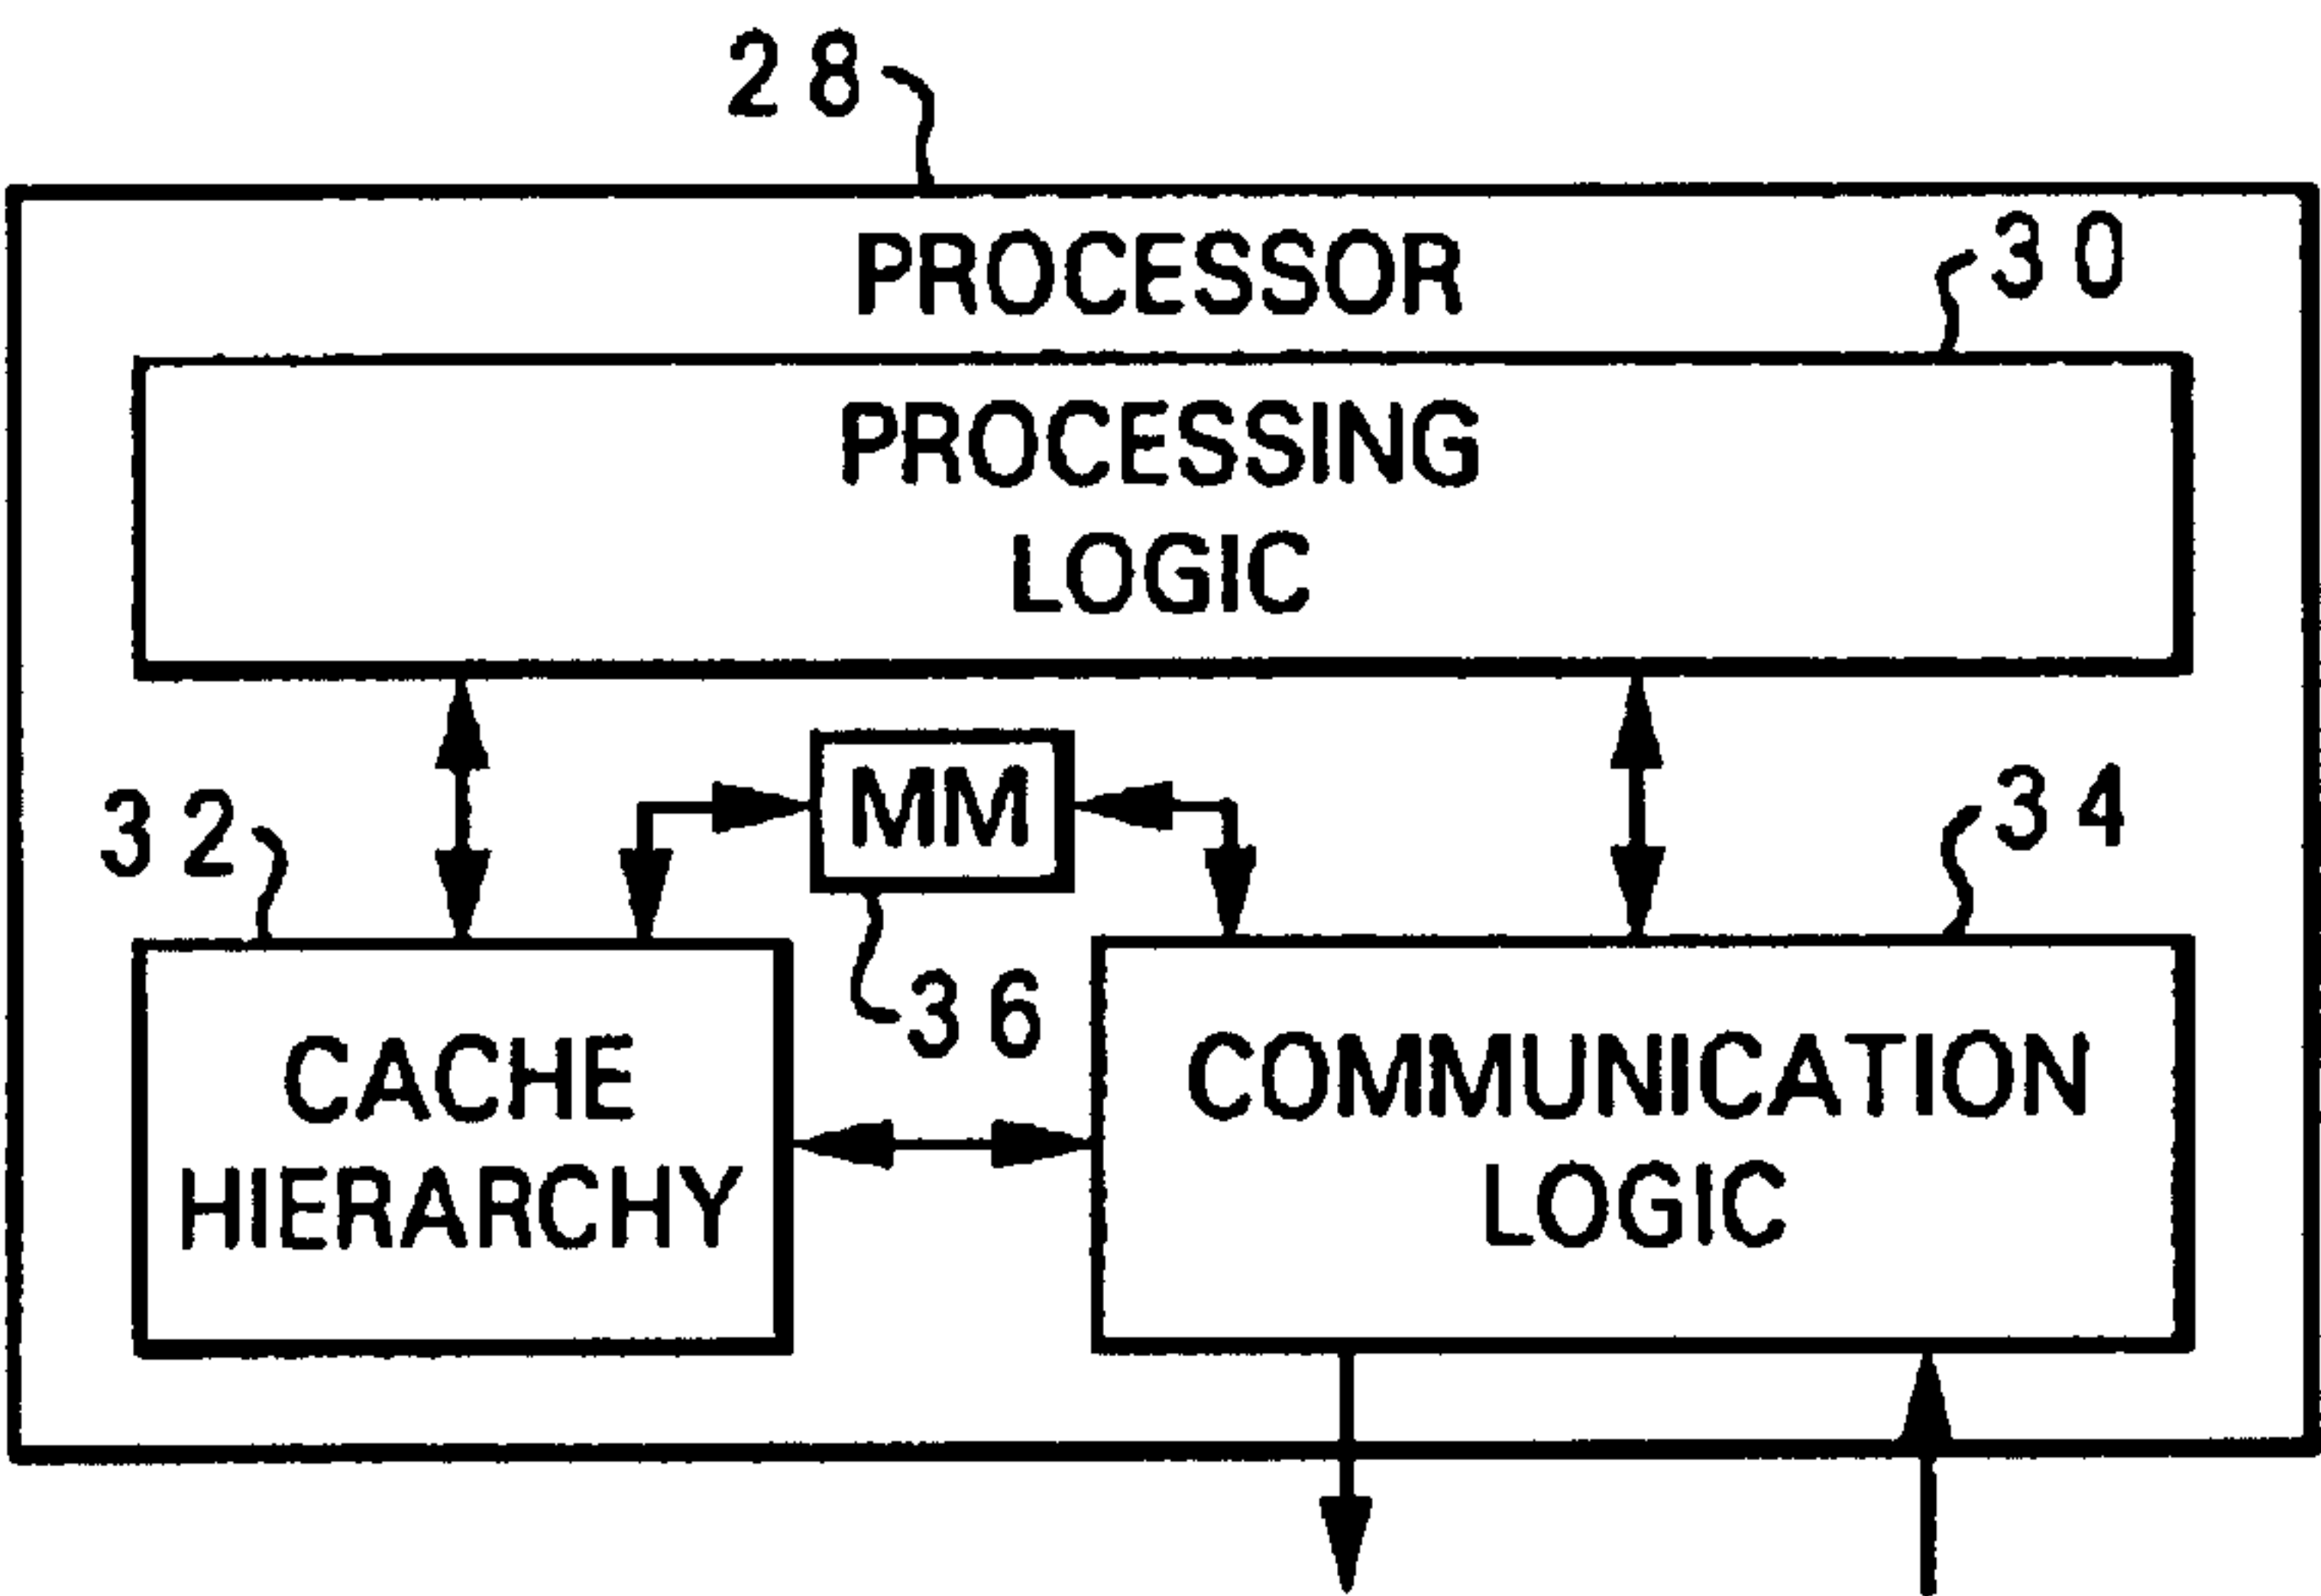 28
PROCESSOR
30
PROCESSING
LOGIC
MM
32
34
36
CACHE
HIERARCHY
COMMUNICATION
LOGIC